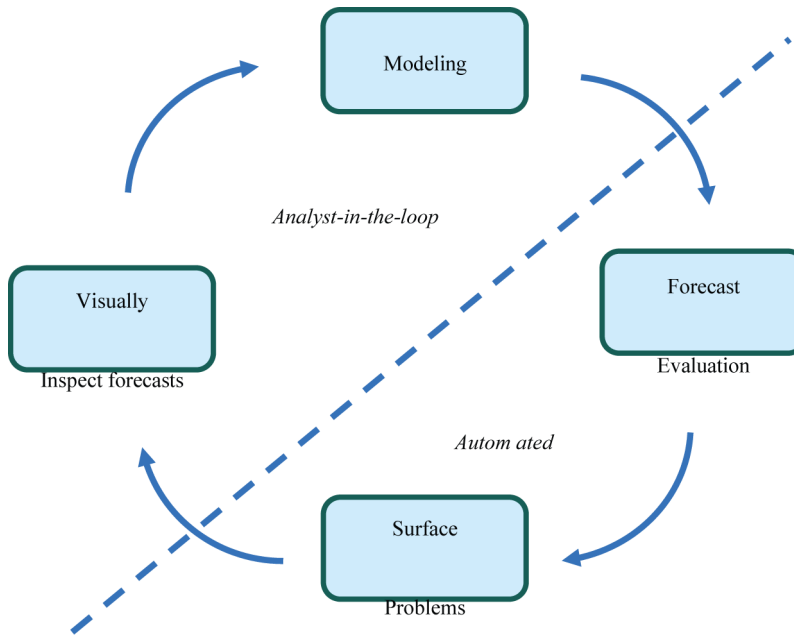 Modeling
Analyst-in-the-loop
Visually
Inspect forecasts
Forecast
Evaluation
Autom ated
Surface
Problems